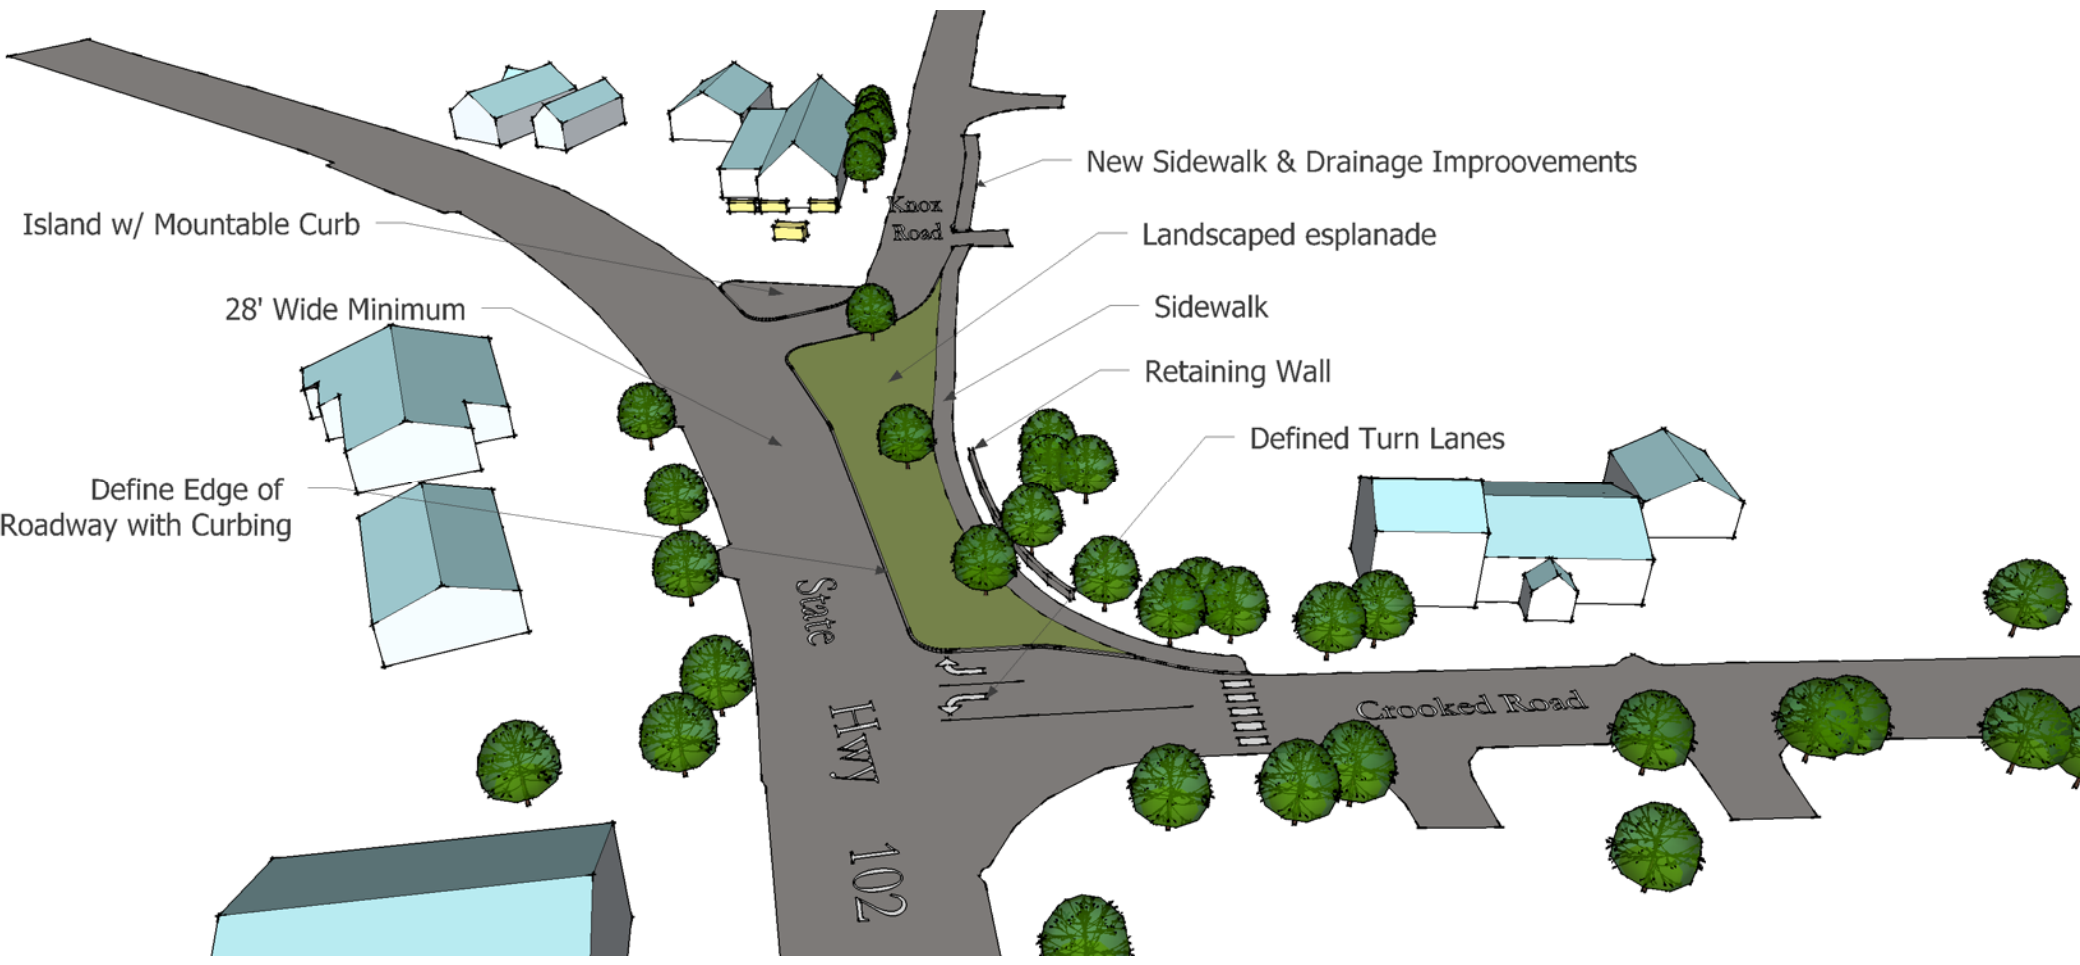 New Sidewalk & Drainage Improovements
Knox
Road
Island w/ Mountable Curb
Landscaped esplanade
28' Wide Minimum
Sidewalk
Retaining Wall
Defined Turn Lanes
Define Edge of
Roadway with Curbing
State
Hwy
102
Crooked Road